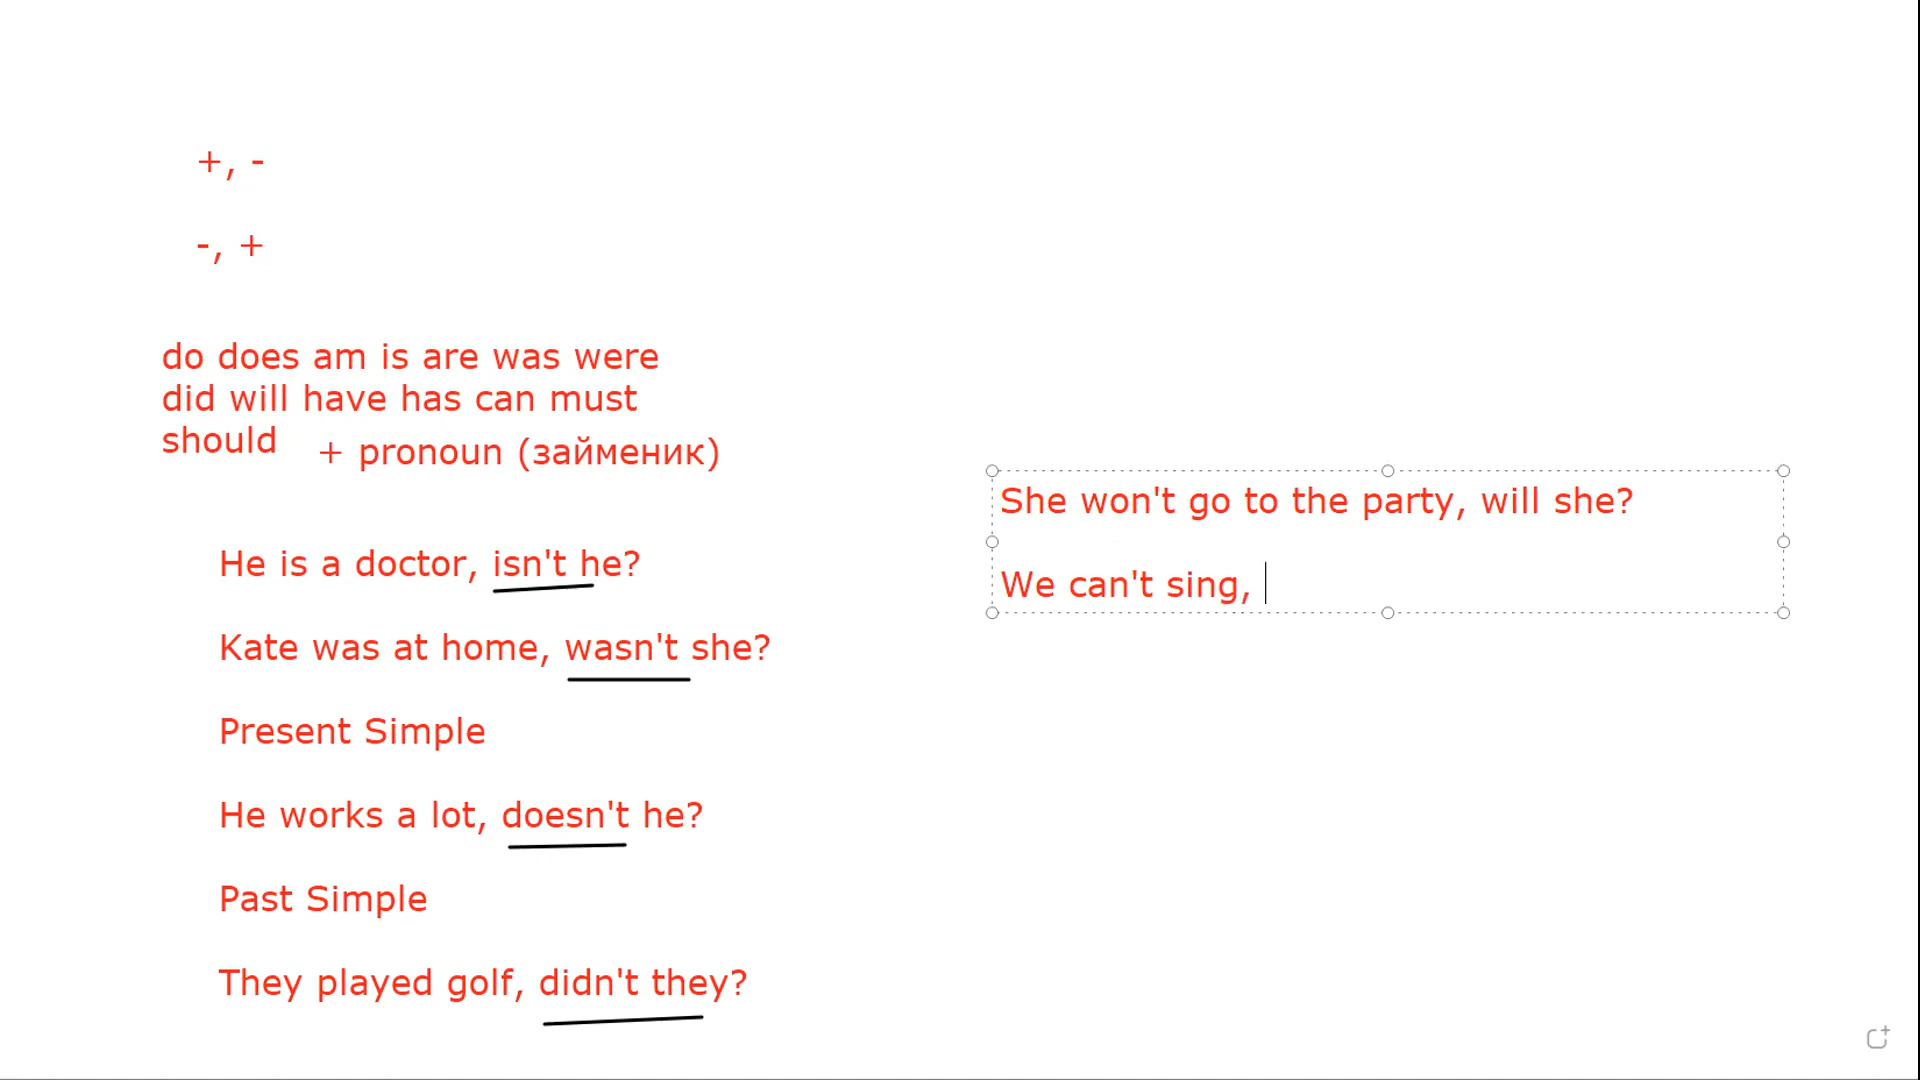 +, -
-, +
do does am is are was were
did will have has can must
should
+ pronoun (займеник)
He is a doctor, isn't he?
Kate was at home, wasn't she?
Present Simple
He works a lot, doesn't he?
Past Simple
They played golf, didn't they?
She won't go to the party, will she?
We can't sing,